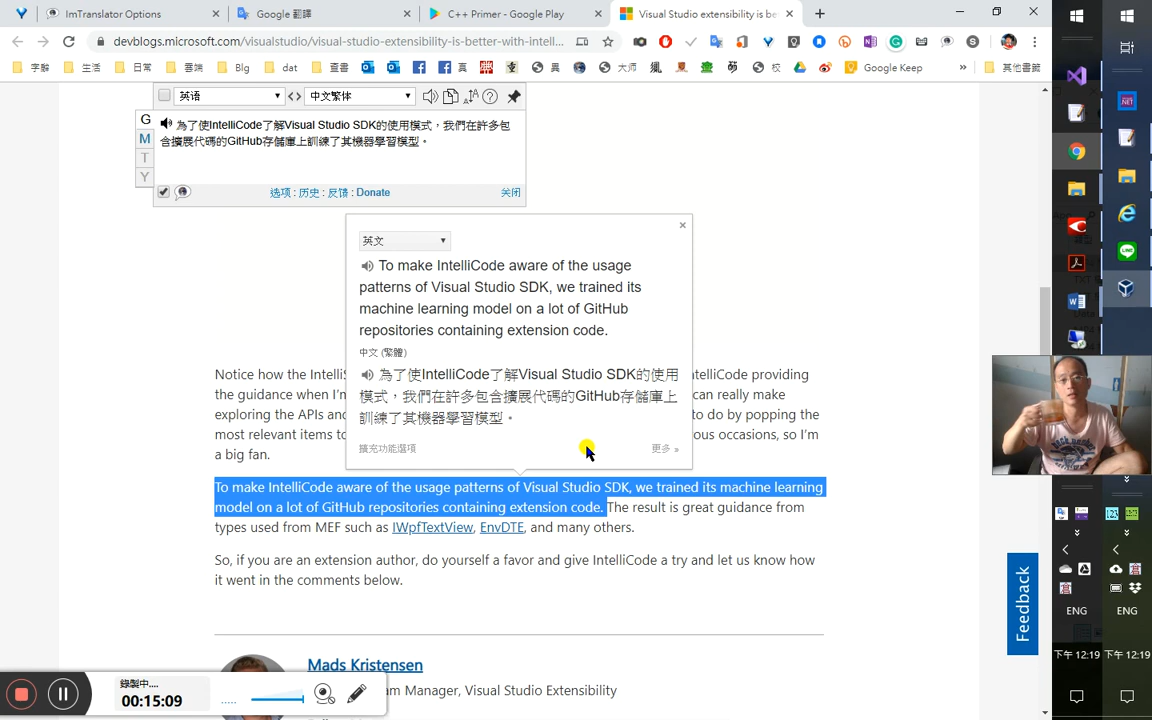 ImTranslator Options
Google 翻譯
C++ Primer - Google Play
Visual Studio extensibility is be
devblogs.microsoft.com/visualstudio/visual-studio-extensibility-is-better-with-intell...
字辭
生活
日常
雲端
Blg
dat
查書
真
異
大师
萌
校
Google Keep
»
其他書籤
英语
中文繁体
G
M
T
Y
為了使IntelliCode了解Visual Studio SDK的使用模式，我們在許多包
含擴展代碼的GitHub存儲庫上訓練了其機器學習模型。
选项 : 历史 : 反馈 : Donate
关闭
英文
To make IntelliCode aware of the usage
patterns of Visual Studio SDK, we trained its
machine learning model on a lot of GitHub
repositories containing extension code.
中文 (繁體)
為了使IntelliCode了解Visual Studio SDK的使用
模式，我們在許多包含擴展代碼的GitHub存儲庫上
訓練了其機器學習模型。
擴充功能選項
更多 »
Notice how the IntelliS
ntelliCode providing
the guidance when I'm
can really make
exploring the APIs and
to do by popping the
most relevant items to
ous occasions, so I'm
a big fan.
To make IntelliCode aware of the usage patterns of Visual Studio SDK, we trained its machine learning
model on a lot of GitHub repositories containing extension code. The result is great guidance from
types used from MEF such as IWpfTextView, EnvDTE, and many others.
So, if you are an extension author, do yourself a favor and give IntelliCode a try and let us know how
it went in the comments below.
Feedback
Mads Kristensen
am Manager, Visual Studio Extensibility
錄製中....
00:15:09
ENG
ENG
下午 12:19
下午 12:19